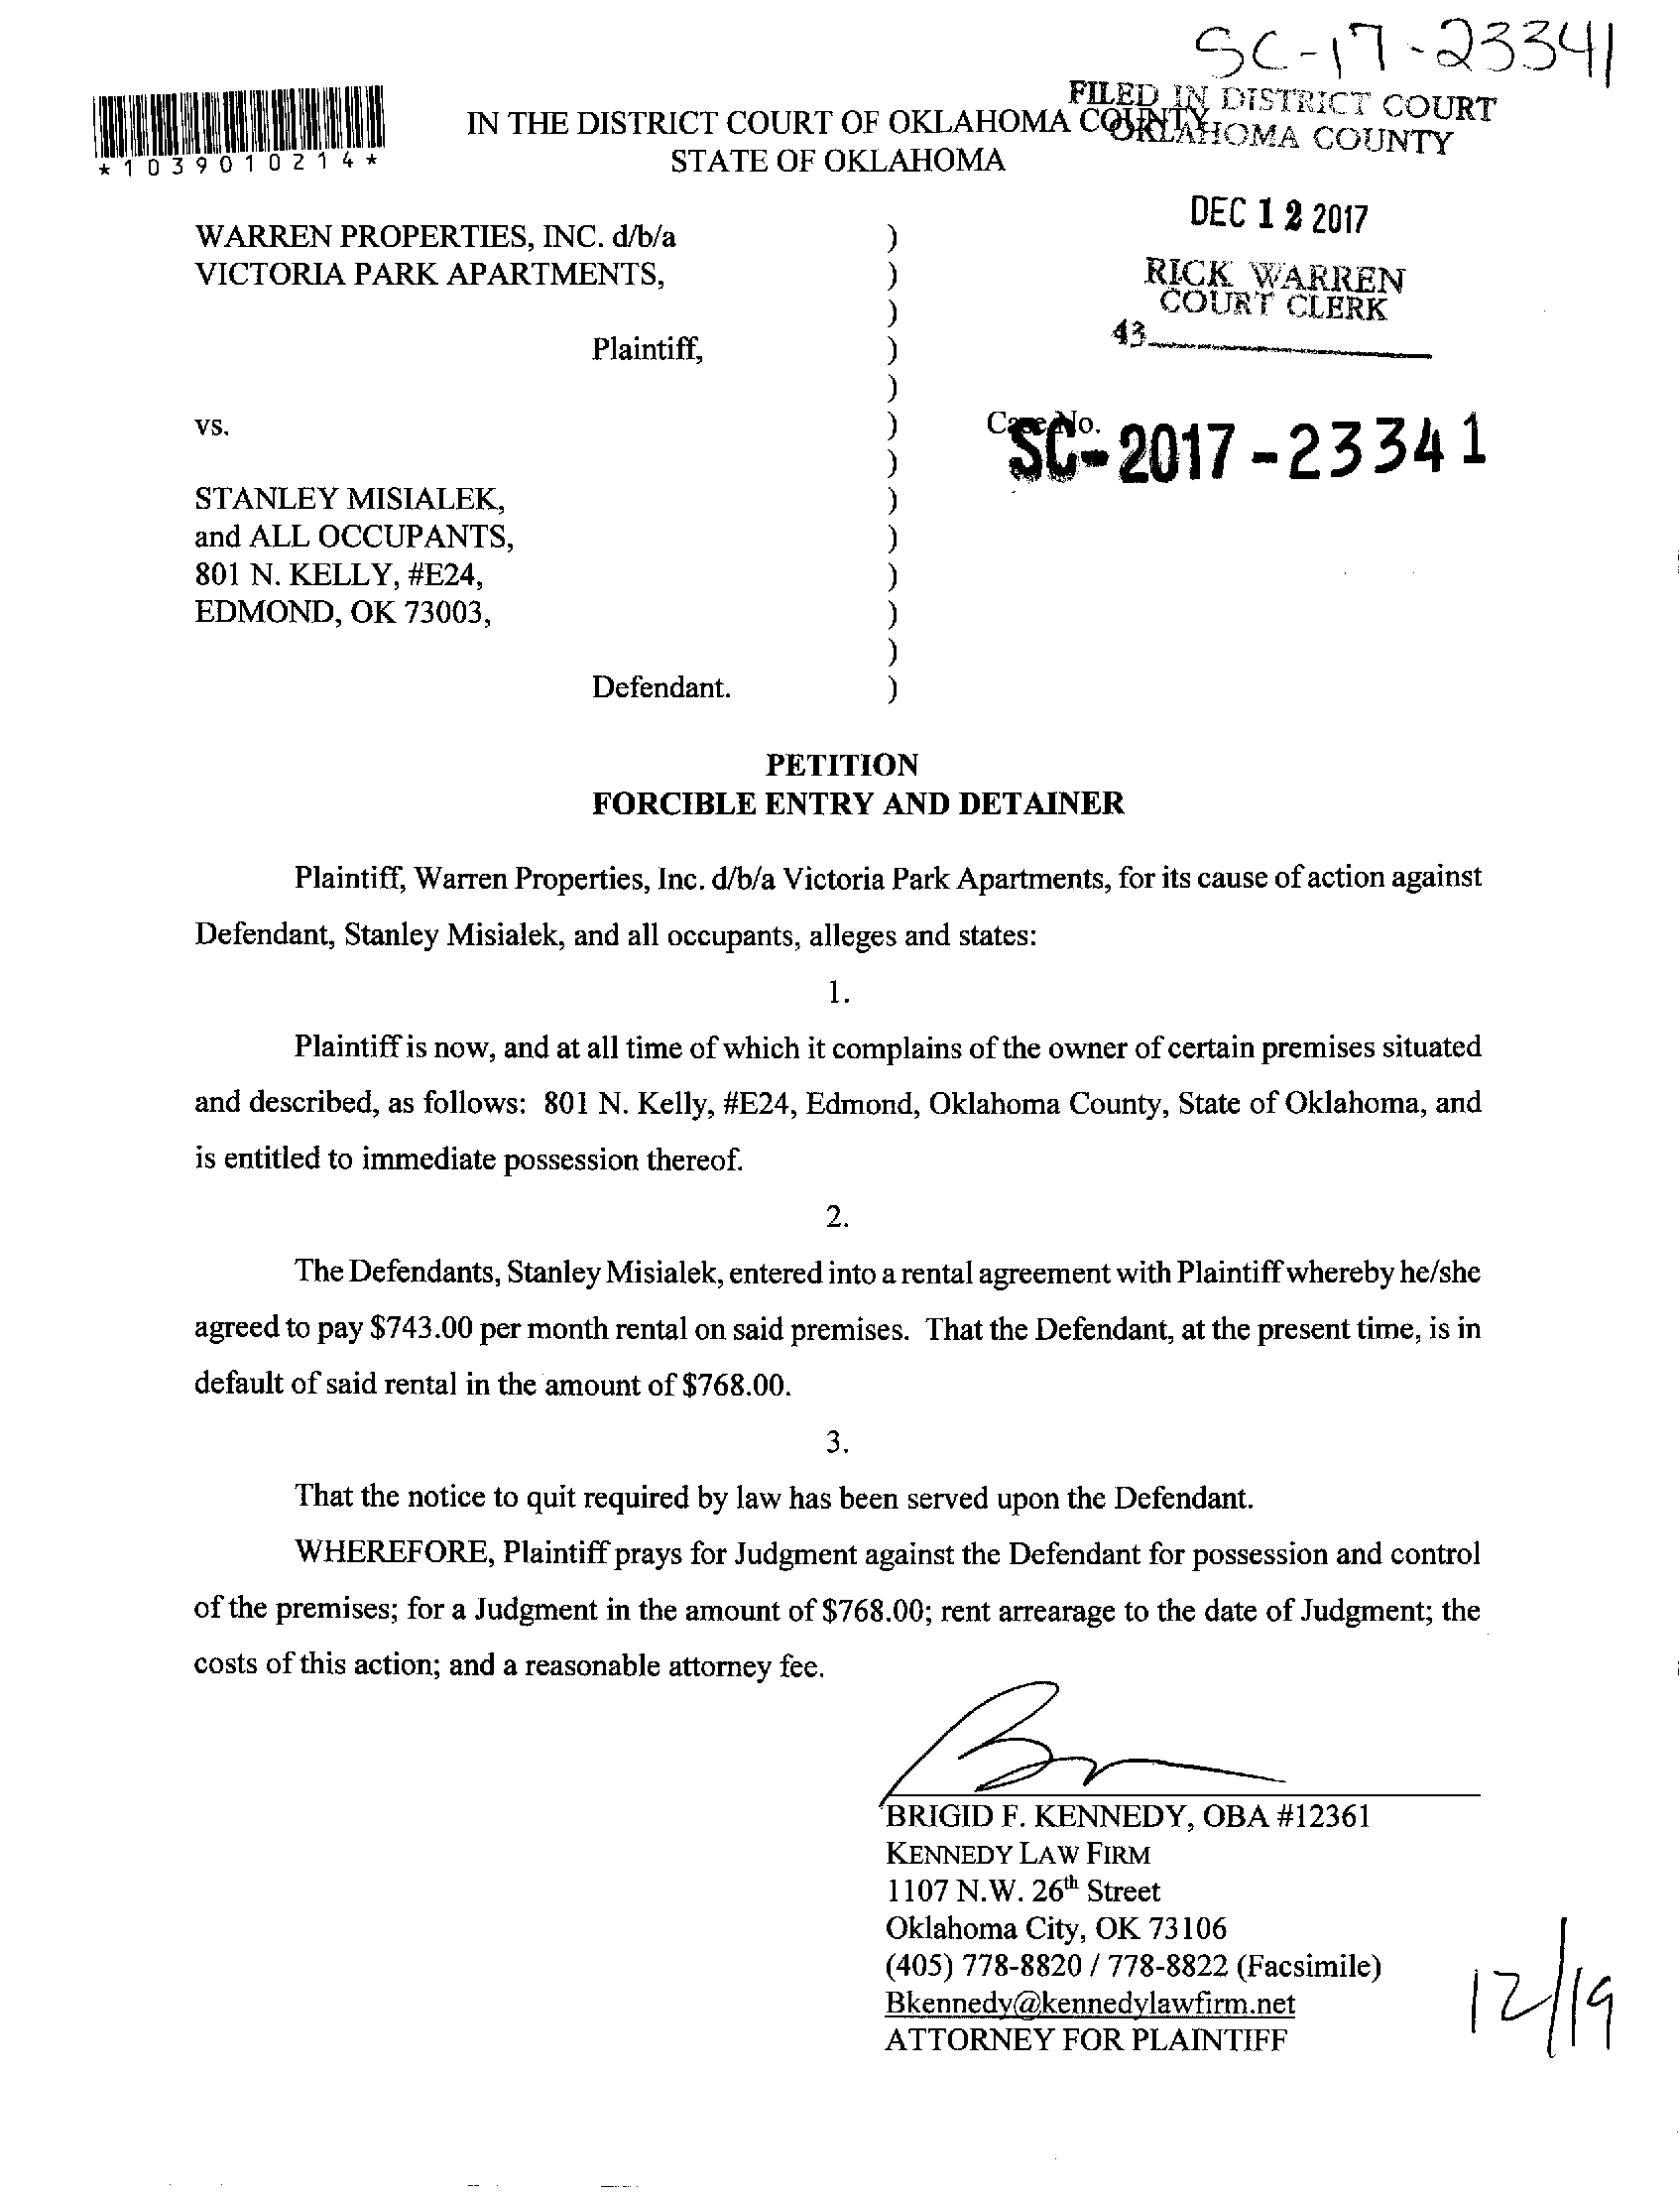 SC-17-23341
*1039010214*
FILED IN DISTRICT COURT
OKLAHOMA COUNTY
IN THE DISTRICT COURT OF OKLAHOMA COUNTY
STATE OF OKLAHOMA
DEC 12 2017
RICK WARREN
COURT CLERK
43
WARREN PROPERTIES, INC. d/b/a )
VICTORIA PARK APARTMENTS, )
)
Plaintiff, )
)
vs. ) Case No.
) SC-2017-23341
STANLEY MISIALEK, )
and ALL OCCUPANTS, )
801 N. KELLY, #E24, )
EDMOND, OK 73003, )
)
Defendant. )
PETITION
FORCIBLE ENTRY AND DETAINER
Plaintiff, Warren Properties, Inc. d/b/a Victoria Park Apartments, for its cause of action against
Defendant, Stanley Misialek, and all occupants, alleges and states:
1.
Plaintiff is now, and at all time of which it complains of the owner of certain premises situated
and described, as follows: 801 N. Kelly, #E24, Edmond, Oklahoma County, State of Oklahoma, and
is entitled to immediate possession thereof.
2.
The Defendants, Stanley Misialek, entered into a rental agreement with Plaintiff whereby he/she
agreed to pay $743.00 per month rental on said premises. That the Defendant, at the present time, is in
default of said rental in the amount of $768.00.
3.
That the notice to quit required by law has been served upon the Defendant.
WHEREFORE, Plaintiff prays for Judgment against the Defendant for possession and control
of the premises; for a Judgment in the amount of $768.00; rent arrearage to the date of Judgment; the
costs of this action; and a reasonable attorney fee.
BRIGID F. KENNEDY, OBA #12361
KENNEDY LAW FIRM
1107 N.W. 26th Street
Oklahoma City, OK 73106
(405) 778-8820 / 778-8822 (Facsimile)
Bkennedy@kennedylawfirm.net
ATTORNEY FOR PLAINTIFF
12/19